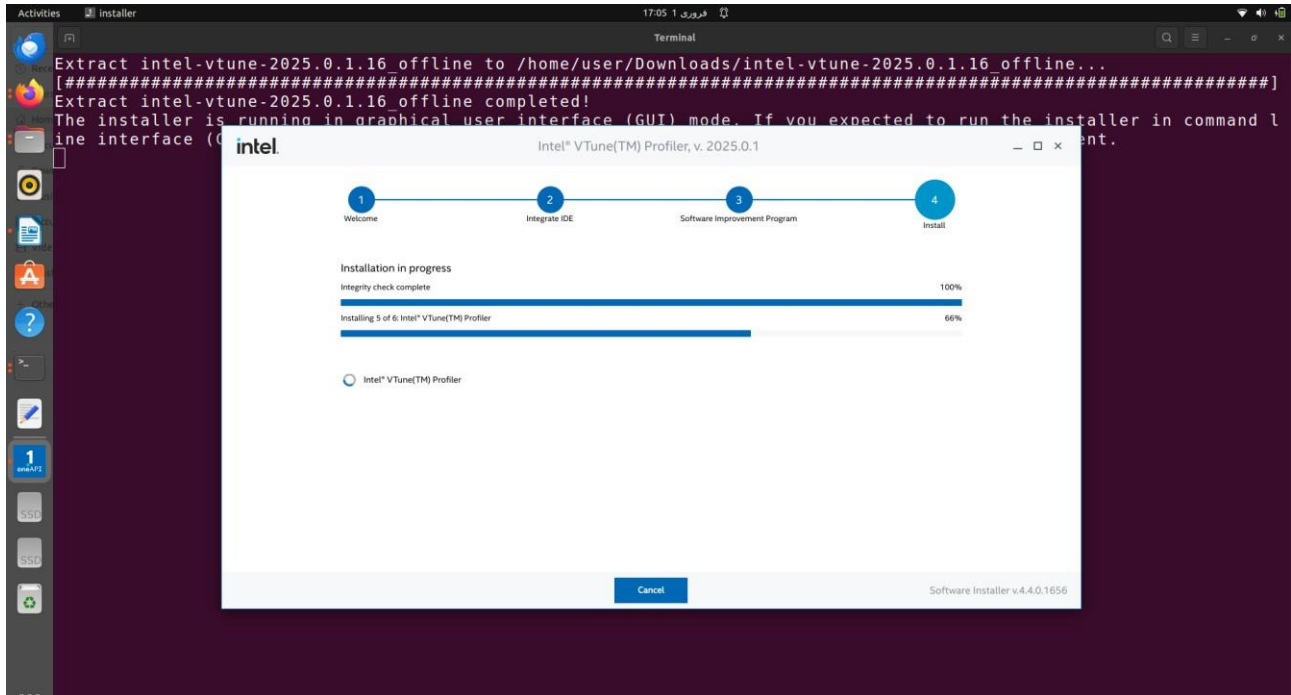 Activities installer 17:05 1 فروری
Terminal
Extract intel-vtune-2025.0.1.16_offline to /home/user/Downloads/intel-vtune-2025.0.1.16_offline...
[###############################################################################################################]
Extract intel-vtune-2025.0.1.16_offline completed!
The installer is running in graphical user interface (GUI) mode. If you expected to run the installer in command l
ine interface (
intel.
Intel® VTune(TM) Profiler, v. 2025.0.1
1 2 3 4
Welcome Integrate IDE Software Improvement Program Install
Installation in progress
Integrity check complete 100%
Installing 5 of 6: Intel® VTune(TM) Profiler 66%
Intel® VTune(TM) Profiler
Cancel
Software Installer v.4.4.0.1656
1
oneAPI
SSD
SSD